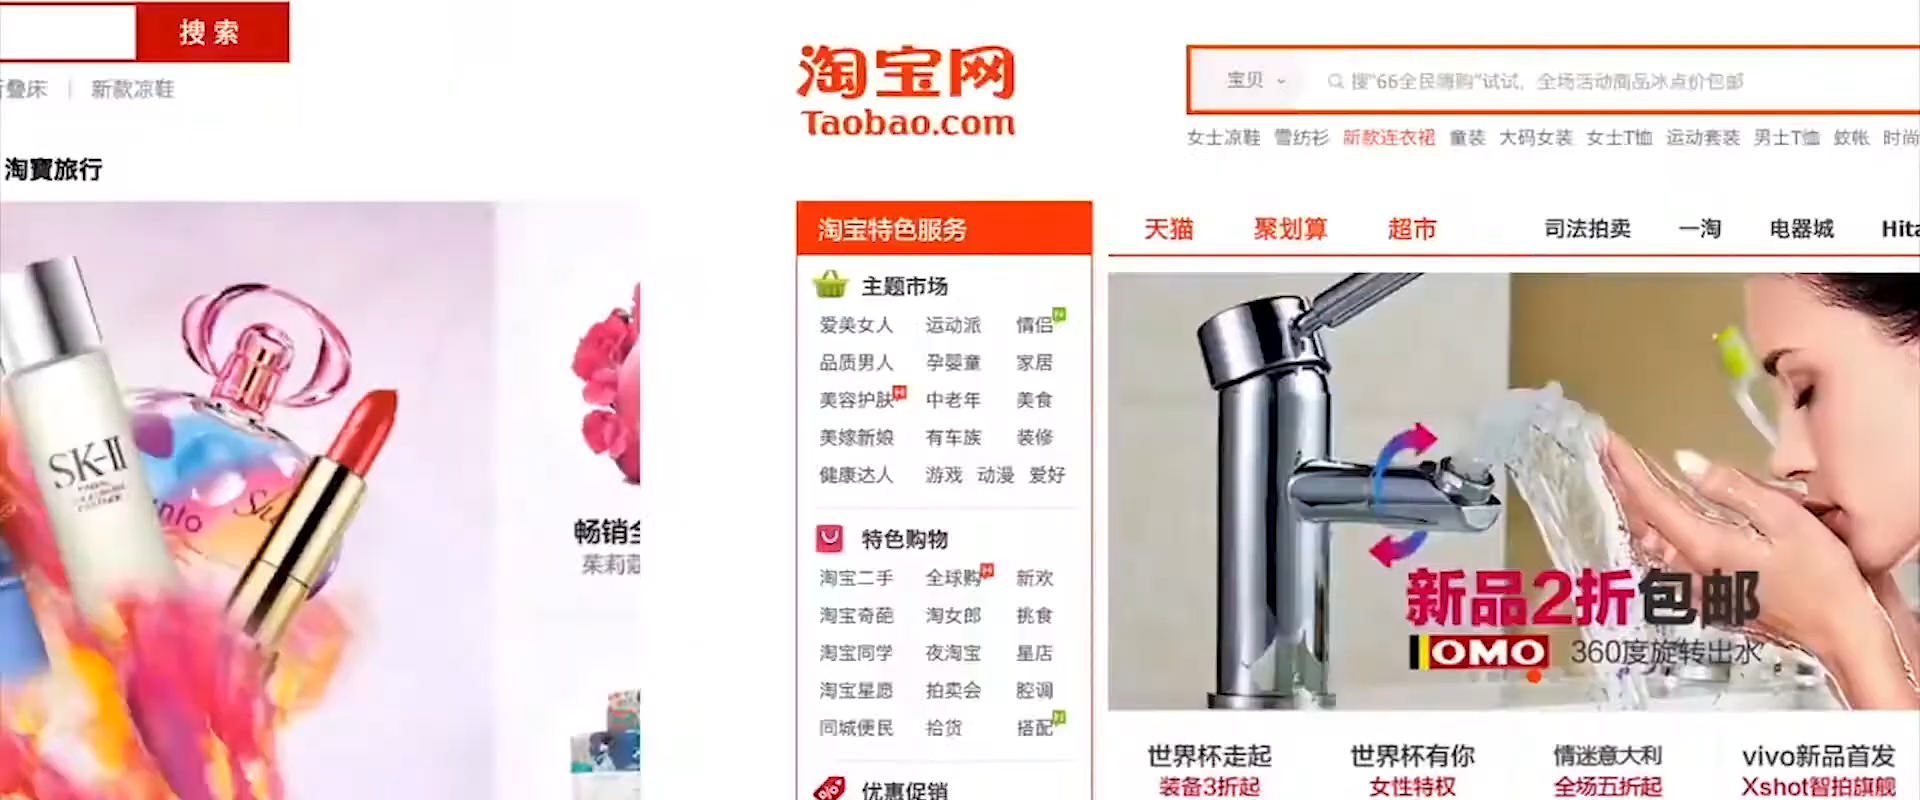 搜 索
叠床 | 新款凉鞋
淘寶旅行
SK-II
畅销全
茱莉蔻
淘宝网
Taobao.com
宝贝 搜“66全民嗨购”试试，全场活动商品冰点价包邮
女士凉鞋 雪纺衫 新款连衣裙 童装 大码女装 女士T恤 运动套装 男士T恤 蚊帐 时尚
淘宝特色服务
天猫 聚划算 超市 司法拍卖 一淘 电器城 Hita
主题市场
爱美女人 运动派 情侣
品质男人 孕婴童 家居
美容护肤 H 中老年 美食
美嫁新娘 有车族 装修
健康达人 游戏 动漫 爱好
特色购物
淘宝二手 全球购 H 新欢
淘宝奇葩 淘女郎 挑食
淘宝同学 夜淘宝 星店
淘宝星愿 拍卖会 腔调
同城便民 拾货 搭配
优惠促销
新品2折包邮
OMO 360度旋转出水
世界杯走起 世界杯有你 情迷意大利 vivo新品首发
装备3折起 女性特权 全场五折起 Xshot智拍旗舰